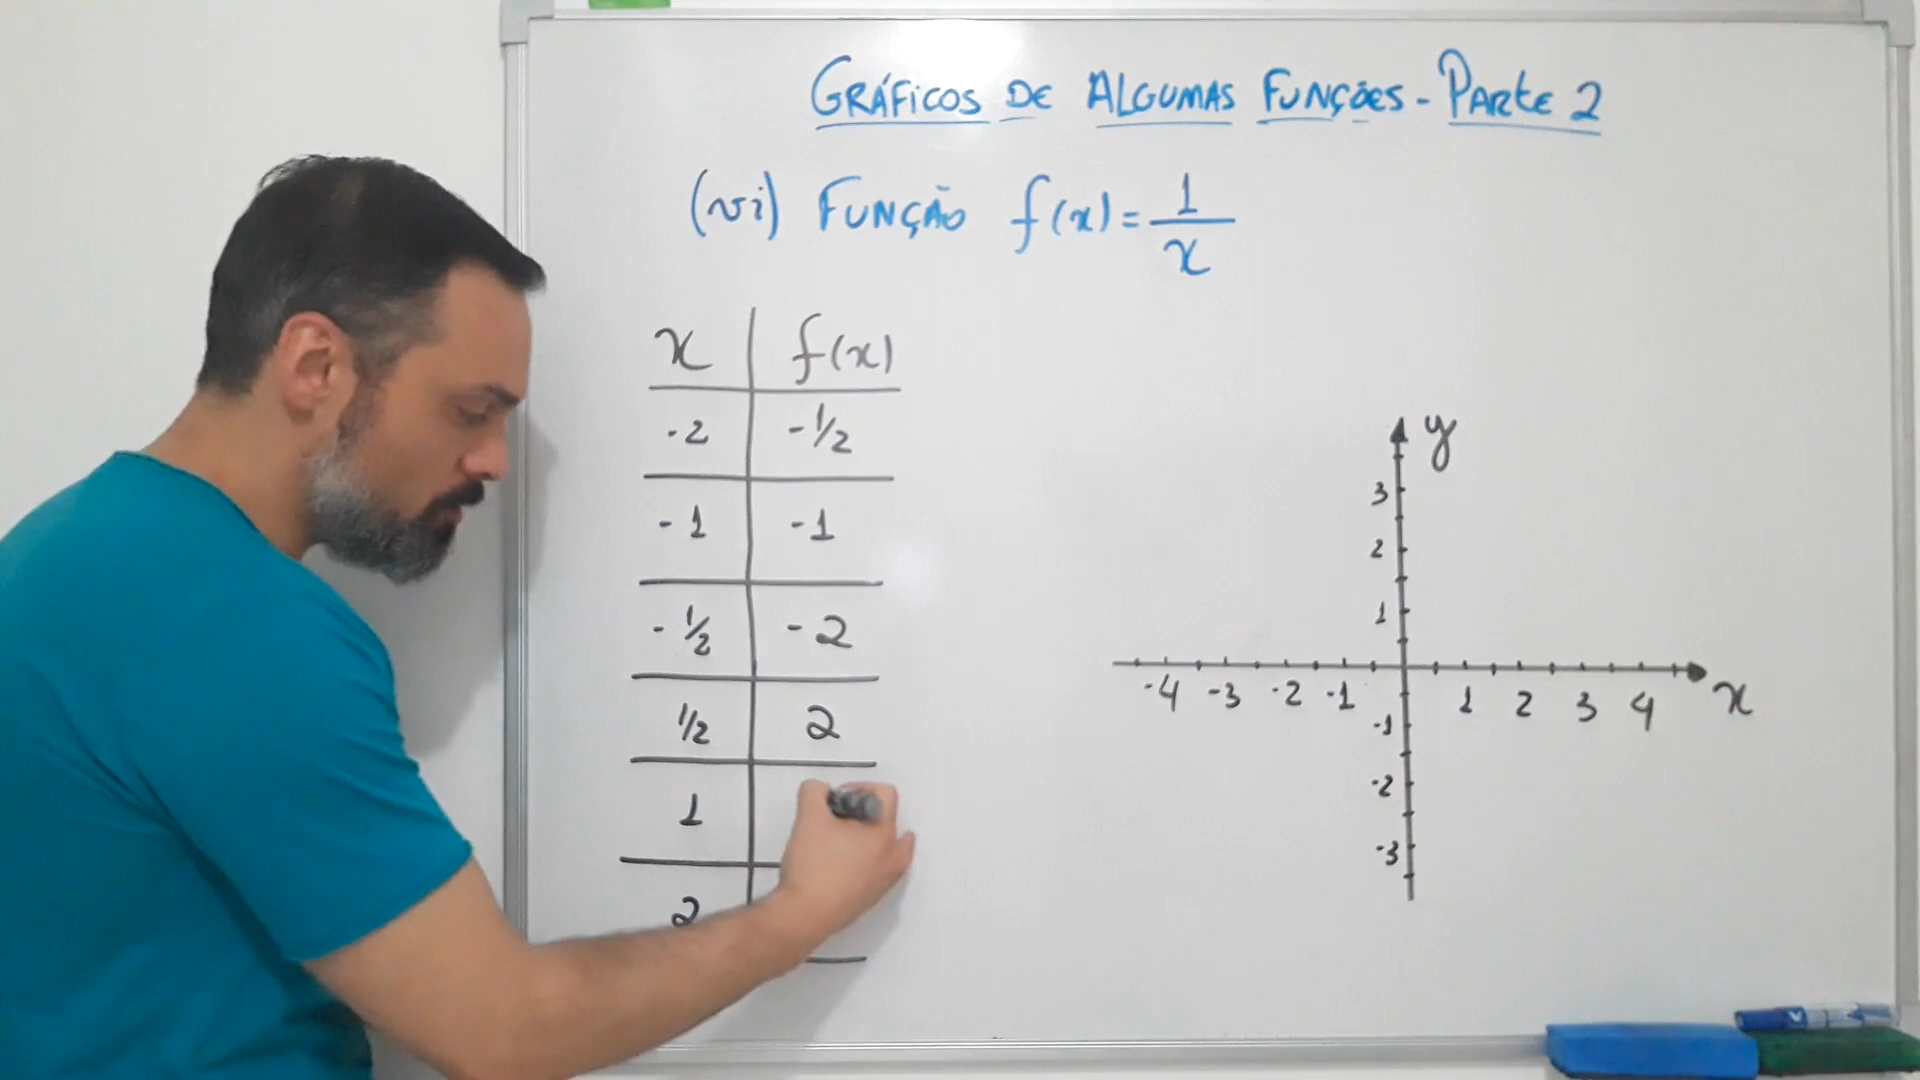 GRÁFICOS DE ALGUMAS FUNÇÕES - PARTE 2
(vi) FUNÇÃO f(x) = 1/x
x f(x)
-2 -1/2
-1 -1
-1/2 -2
1/2 2
1
2
y
3
2
1
-4 -3 -2 -1 1 2 3 4 x
-1
-2
-3